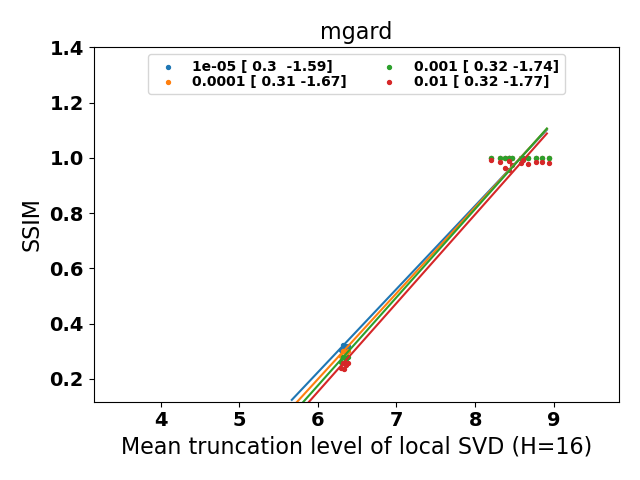 mgard
1e-05 [ 0.3  -1.59]
0.0001 [ 0.31 -1.67]
0.001 [ 0.32 -1.74]
0.01 [ 0.32 -1.77]
SSIM
1.4
1.2
1.0
0.8
0.6
0.4
0.2
4 5 6 7 8 9
Mean truncation level of local SVD (H=16)